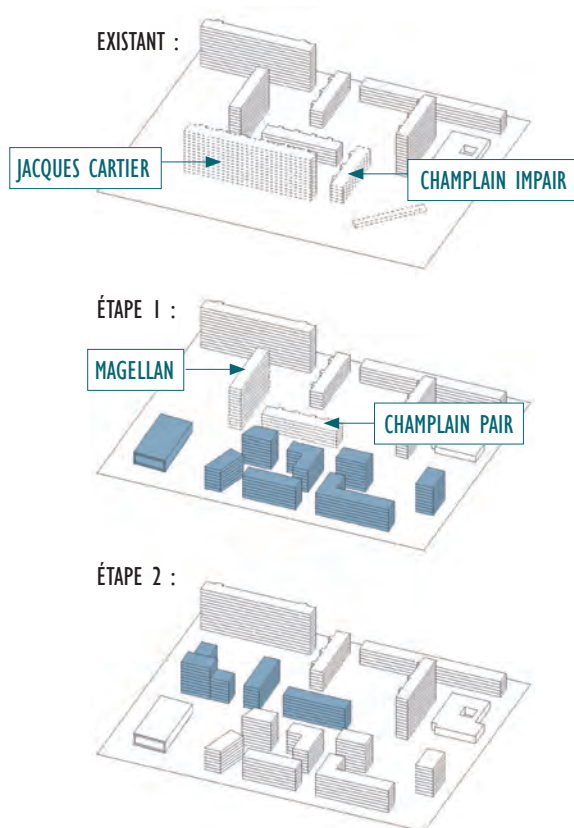 EXISTANT :
JACQUES CARTIER
CHAMPLAIN IMPAIR
ÉTAPE 1 :
MAGELLAN
CHAMPLAIN PAIR
ÉTAPE 2 :